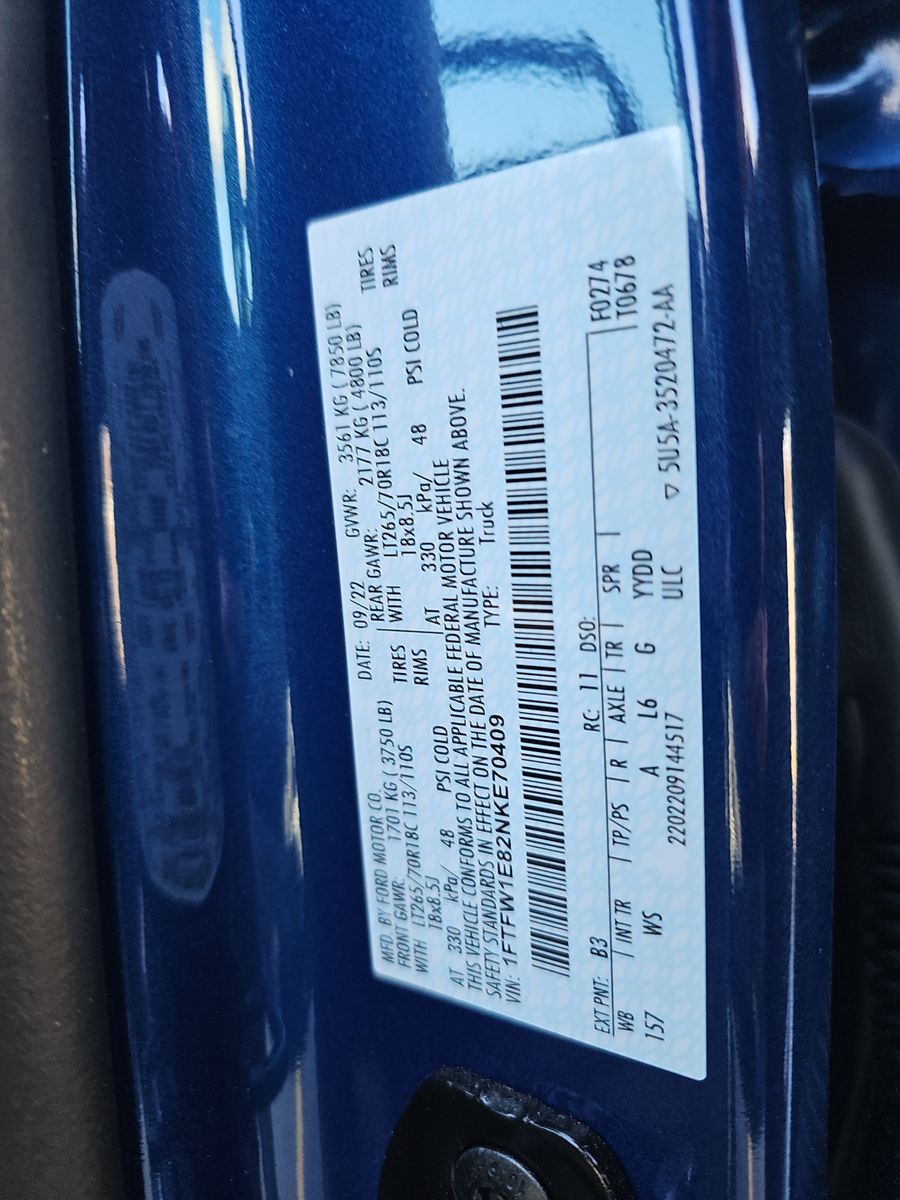 MFD. BY FORD MOTOR CO.
DATE: 09/22 GVWR: 3561 KG ( 7850 LB)
FRONT GAWR: 1701 KG ( 3750 LB) REAR GAWR: 2177 KG ( 4800 LB)
WITH LT265/70R18C 113/110S TIRES WITH LT265/70R18C 113/110S TIRES
18x8.5J RIMS 18x8.5J RIMS
AT 330 kPa/ 48 PSI COLD AT 330 kPa/ 48 PSI COLD
THIS VEHICLE CONFORMS TO ALL APPLICABLE FEDERAL MOTOR VEHICLE
SAFETY STANDARDS IN EFFECT ON THE DATE OF MANUFACTURE SHOWN ABOVE.
VIN: 1FTFW1E82NKE70409 TYPE: Truck
EXT PNT: B3 RC: 11 DSO: F0274
WB INT TR TP/PS R AXLE TR SPR T0678
157 WS A L6 G YYDD
2202209144517 ULC ▽ 5U5A-3520472-AA